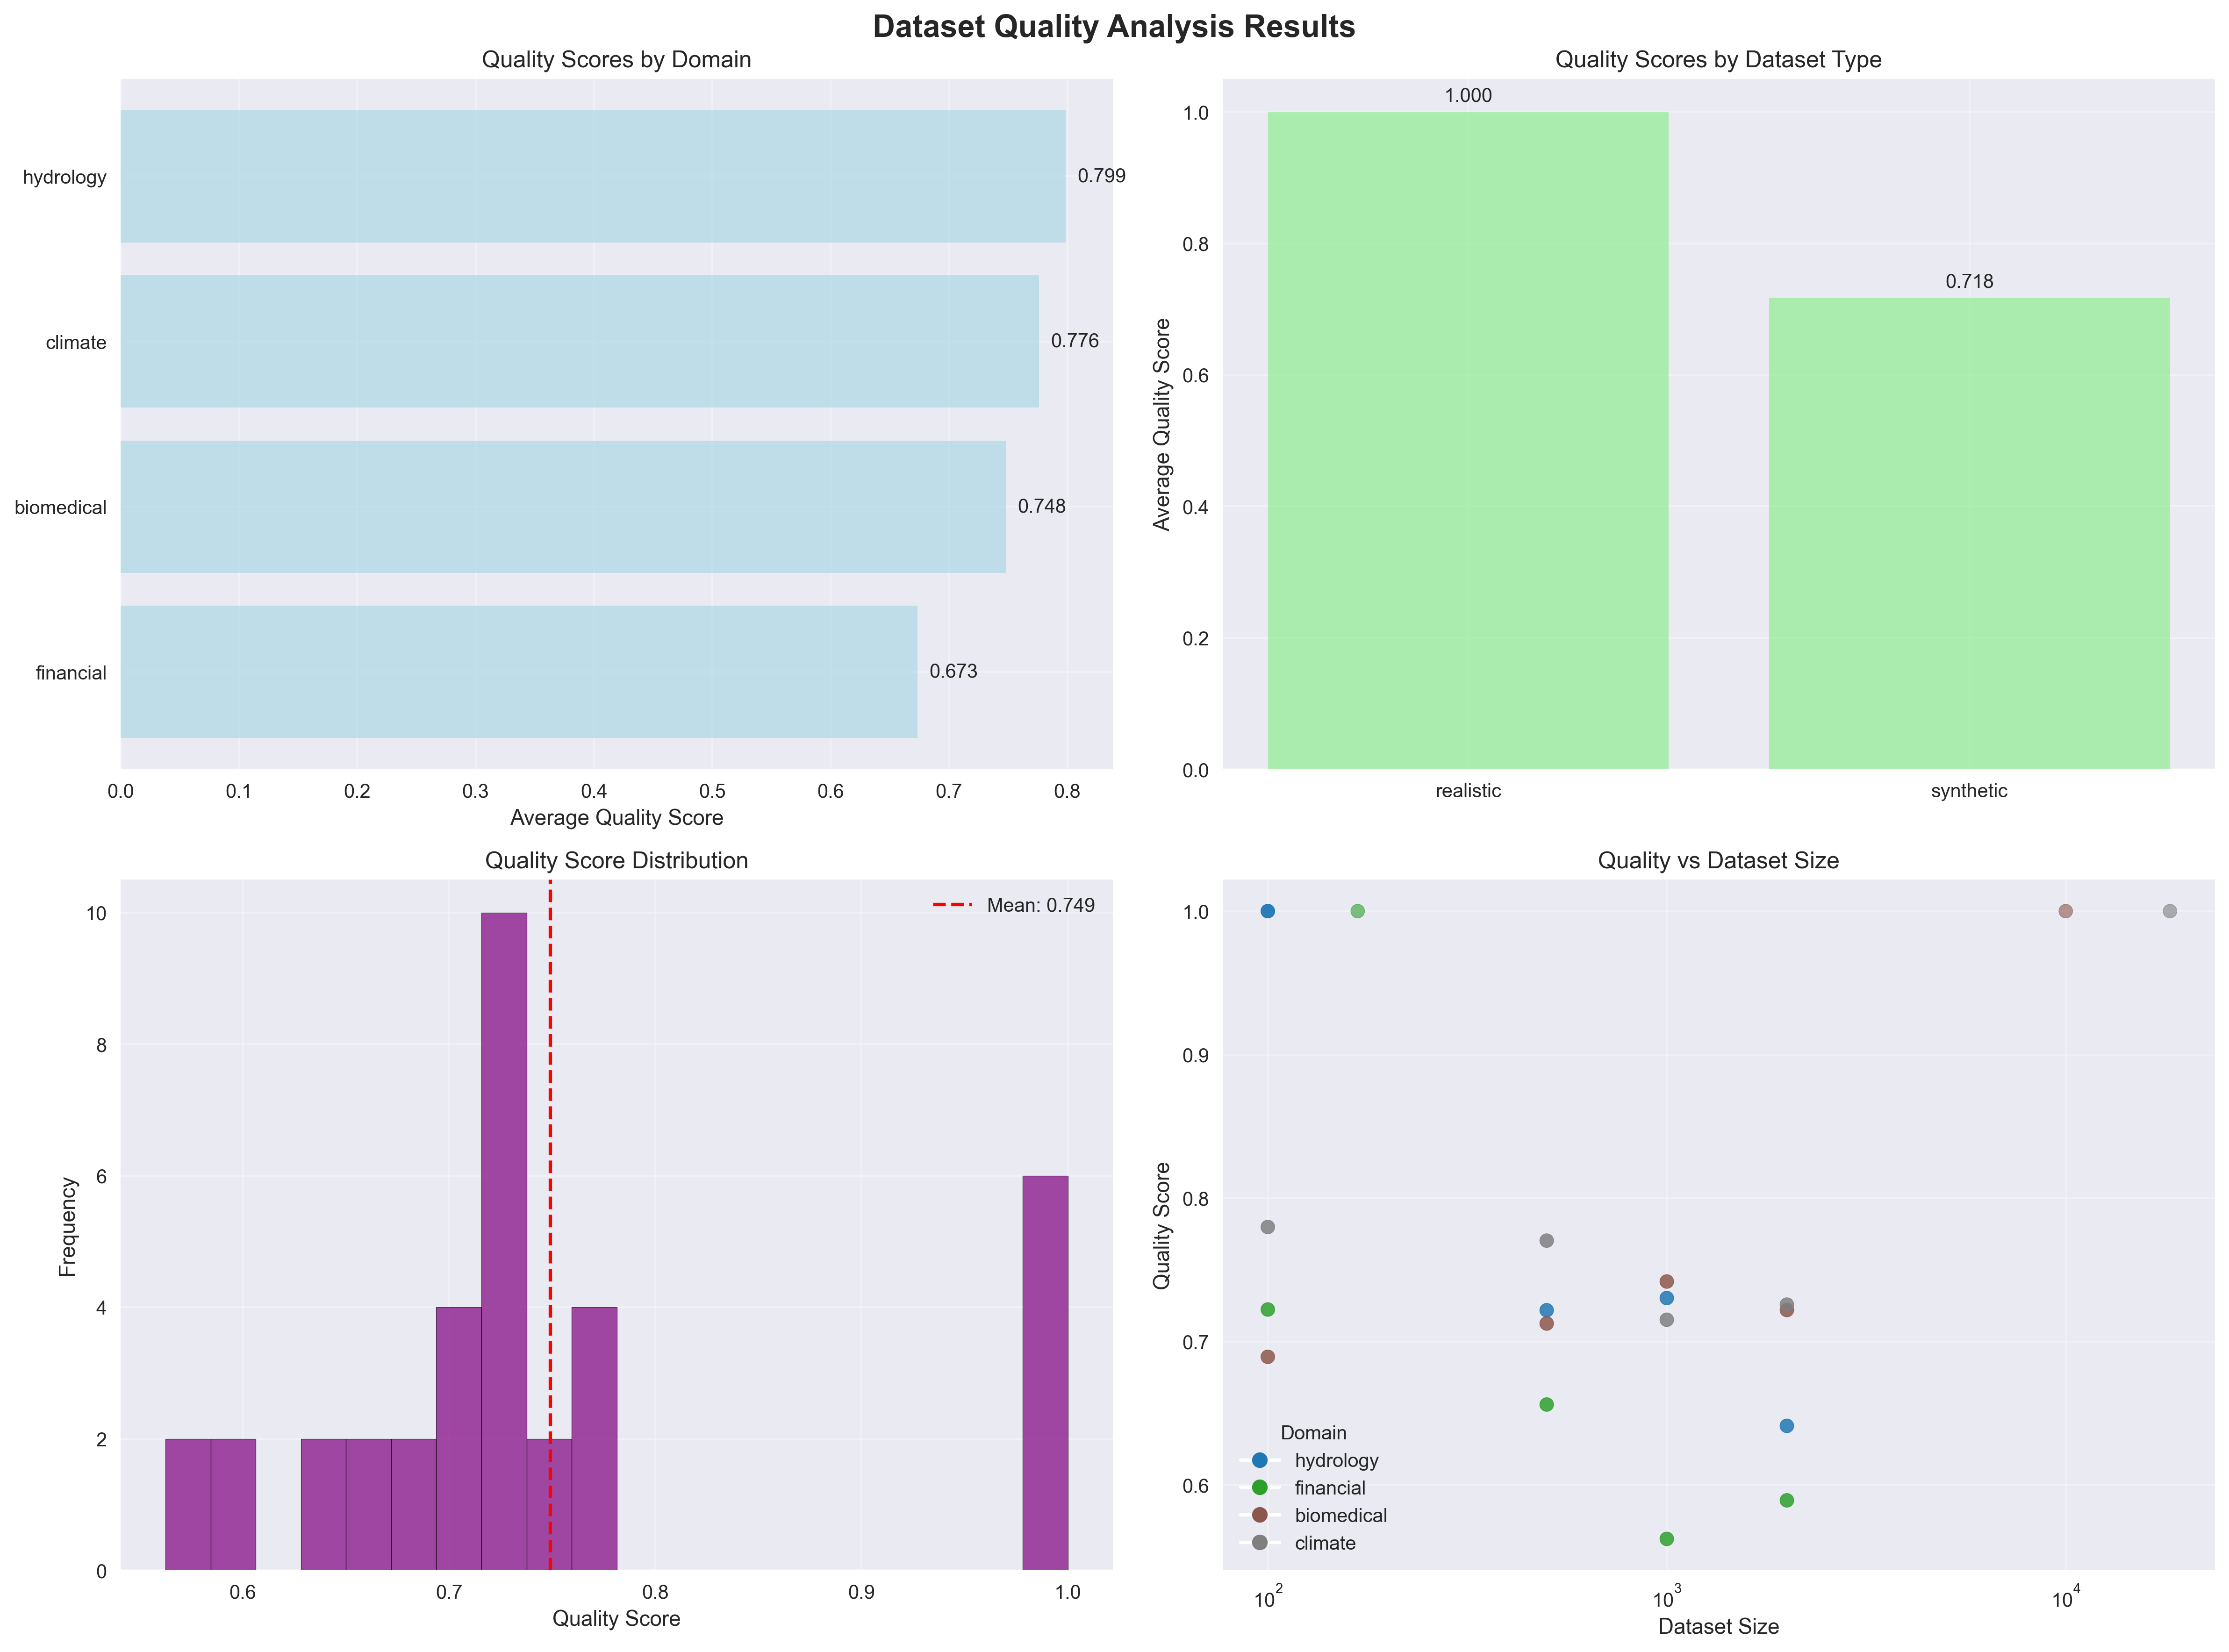 Dataset Quality Analysis Results
Quality Scores by Domain
hydrology
climate
biomedical
financial
0.799
0.776
0.748
0.673
0.0 0.1 0.2 0.3 0.4 0.5 0.6 0.7 0.8
Average Quality Score
Quality Scores by Dataset Type
Average Quality Score
1.0
0.8
0.6
0.4
0.2
0.0
1.000
0.718
realistic synthetic
Quality Score Distribution
Frequency
10
8
6
4
2
0
Mean: 0.749
0.6 0.7 0.8 0.9 1.0
Quality Score
Quality vs Dataset Size
Quality Score
1.0
0.9
0.8
0.7
0.6
Domain
hydrology
financial
biomedical
climate
10² 10³ 10⁴
Dataset Size